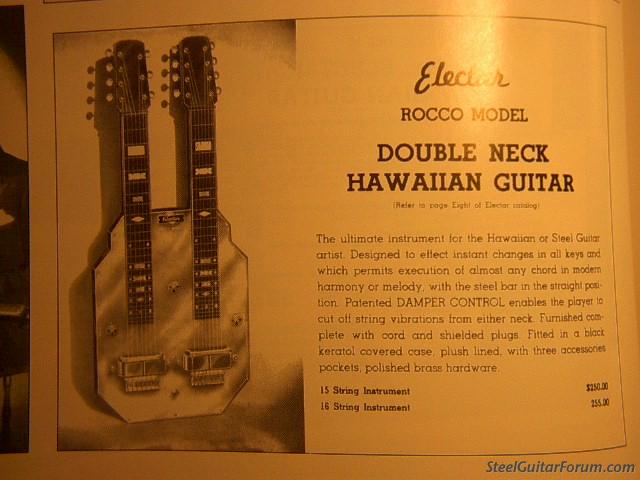 Electar
ROCCO MODEL
DOUBLE NECK
HAWAIIAN GUITAR
(Refer to page Eight of Electar catalog)
The ultimate instrument for the Hawaiian or Steel Guitar
artist. Designed to effect instant changes in all keys and
which permits execution of almost any chord in modern
harmony or melody, with the steel bar in the straight posi-
tion. Patented DAMPER CONTROL enables the player to
cut off string vibrations from either neck. Furnished com-
plete with cord and shielded plugs. Fitted in a black
keratol covered case, plush lined, with three accessories
pockets, polished brass hardware.
15 String Instrument $250.00
16 String Instrument 255.00
SteelGuitarForum.com